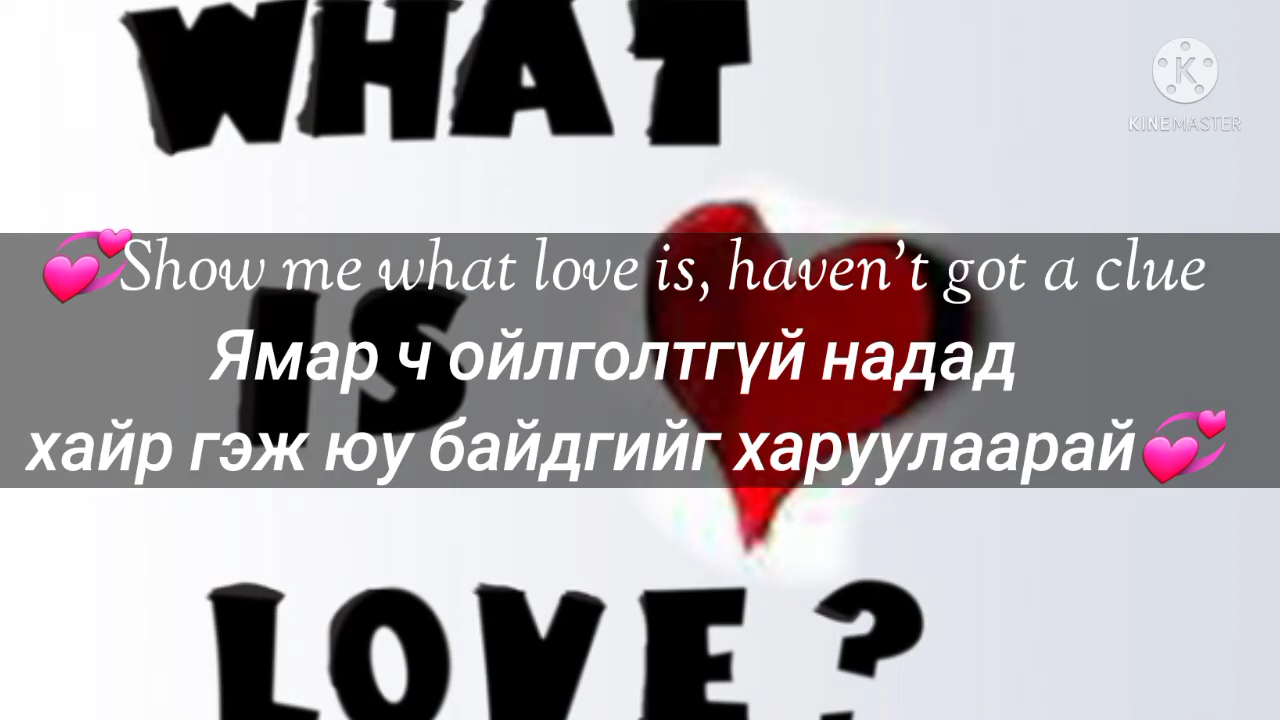 WHAT
KINEMASTER
💞Show me what love is, haven't got a clue
IS
Ямар ч ойлголтгүй надад
хайр гэж юу байдгийг харуулаарай💞
LOVE?